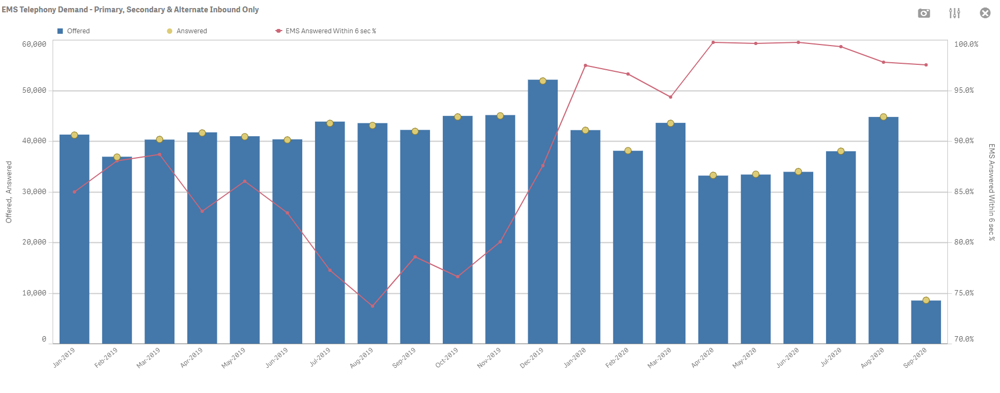 EMS Telephony Demand - Primary, Secondary & Alternate Inbound Only
Offered
Answered
EMS Answered Within 6 sec %
60,000
50,000
40,000
30,000
20,000
10,000
0
Offered, Answered
100.0%
95.0%
90.0%
85.0%
80.0%
75.0%
70.0%
EMS Answered Within 6 sec %
Jan-2019
Feb-2019
Mar-2019
Apr-2019
May-2019
Jun-2019
Jul-2019
Aug-2019
Sep-2019
Oct-2019
Nov-2019
Dec-2019
Jan-2020
Feb-2020
Mar-2020
Apr-2020
May-2020
Jun-2020
Jul-2020
Aug-2020
Sep-2020